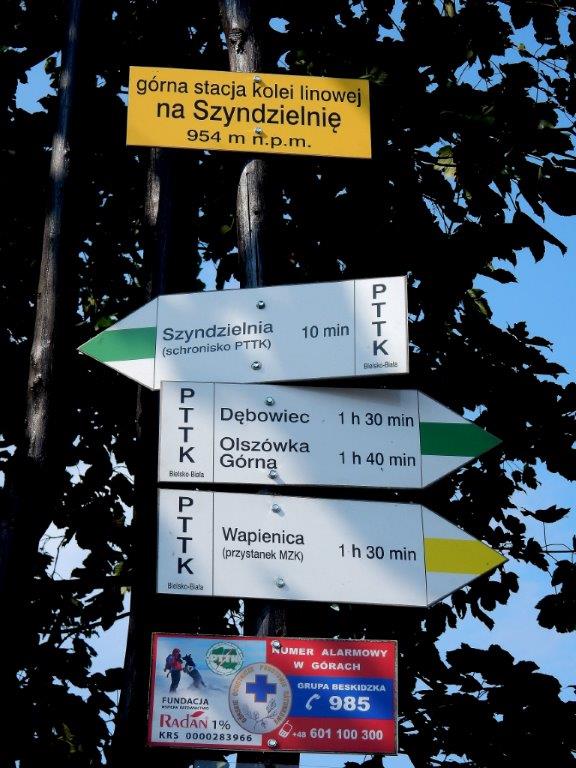 górna stacja kolei linowej
na Szyndzielnię
954 m n.p.m.
Szyndzielnia 10 min
(schronisko PTTK)
PTTK
Bielsko-Biała
PTTK
Bielsko-Biała
Dębowiec 1 h 30 min
Olszówka
Górna 1 h 40 min
PTTK
Bielsko-Biała
Wapienica
(przystanek MZK) 1 h 30 min
PTTK
FUNDACJA
RaDaŃ 1%
KRS 0000283966
NUMER ALARMOWY
W GÓRACH
GRUPA BESKIDZKA
985
+48 601 100 300